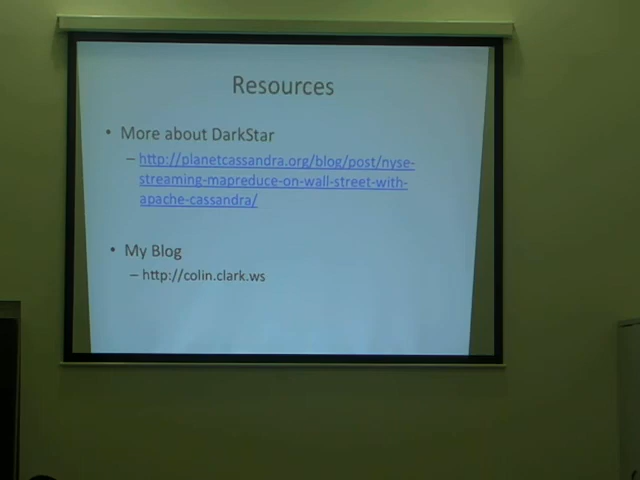 Resources
• More about DarkStar
– http://planetcassandra.org/blog/post/nyse-
streaming-mapreduce-on-wall-street-with-
apache-cassandra/
• My Blog
– http://colin.clark.ws